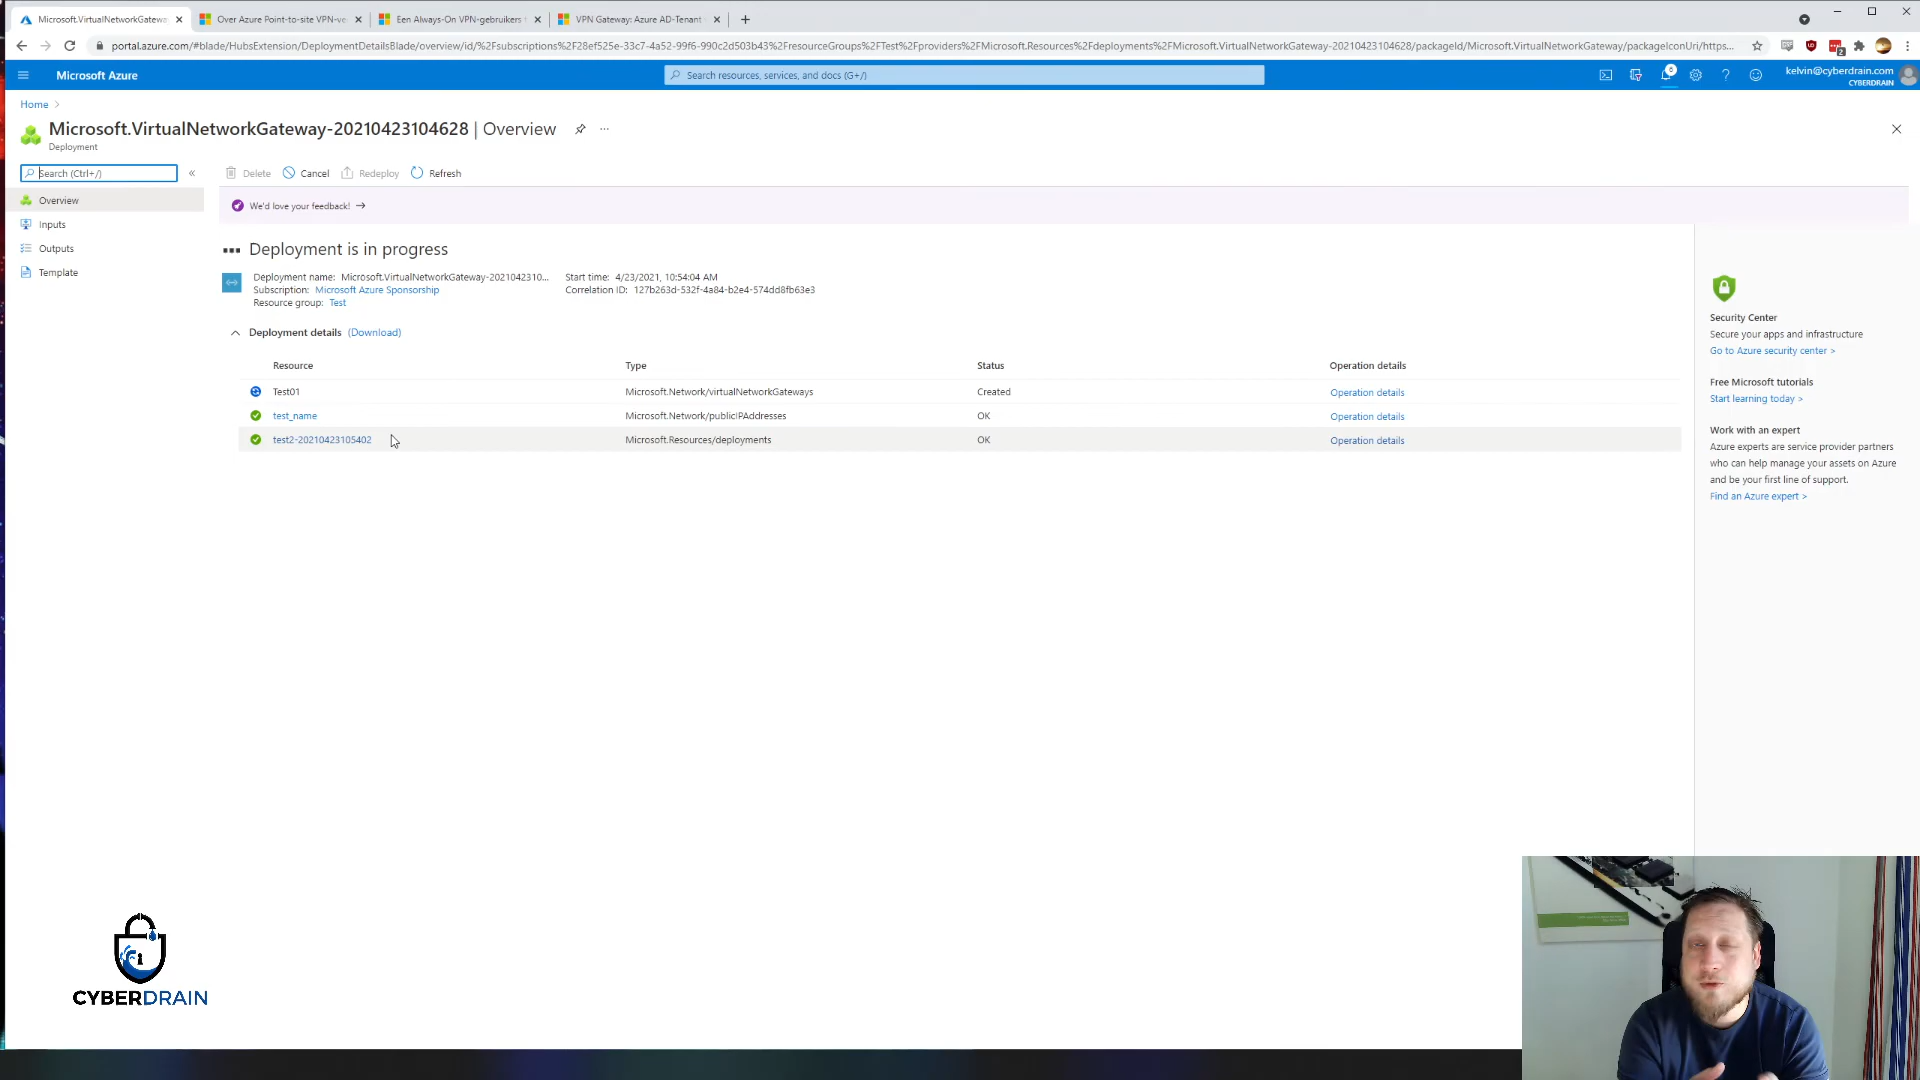 Microsoft.VirtualNetworkGatewa
Over Azure Point-to-site VPN-ve
Een Always-On VPN-gebruikers
VPN Gateway: Azure AD-Tenant
portal.azure.com/#blade/HubsExtension/DeploymentDetailsBlade/overview/id/%2Fsubscriptions%2F28ef525e-33c7-4a52-99f6-990c2d503b43%2FresourceGroups%2FTest%2Fproviders%2FMicrosoft.Resources%2Fdeployments%2FMicrosoft.VirtualNetworkGateway-20210423104628/packageId/Microsoft.VirtualNetworkGateway/packageIconUri/https...
Microsoft Azure
Search resources, services, and docs (G+/)
6
kelvin@cyberdrain.com
CYBERDRAIN
Home
Microsoft.VirtualNetworkGateway-20210423104628 | Overview
Deployment
Search (Ctrl+/)
Delete
Cancel
Redeploy
Refresh
Overview
Inputs
Outputs
Template
We'd love your feedback! →
Deployment is in progress
Deployment name: Microsoft.VirtualNetworkGateway-2021042310...
Start time: 4/23/2021, 10:54:04 AM
Subscription: Microsoft Azure Sponsorship
Correlation ID: 127b263d-532f-4a84-b2e4-574dd8fb63e3
Resource group: Test
Deployment details (Download)
Resource Type Status Operation details
Test01 Microsoft.Network/virtualNetworkGateways Created Operation details
test_name Microsoft.Network/publicIPAddresses OK Operation details
test2-20210423105402 Microsoft.Resources/deployments OK Operation details
Security Center
Secure your apps and infrastructure
Go to Azure security center >
Free Microsoft tutorials
Start learning today >
Work with an expert
Azure experts are service provider partners
who can help manage your assets on Azure
and be your first line of support.
Find an Azure expert >
CYBERDRAIN